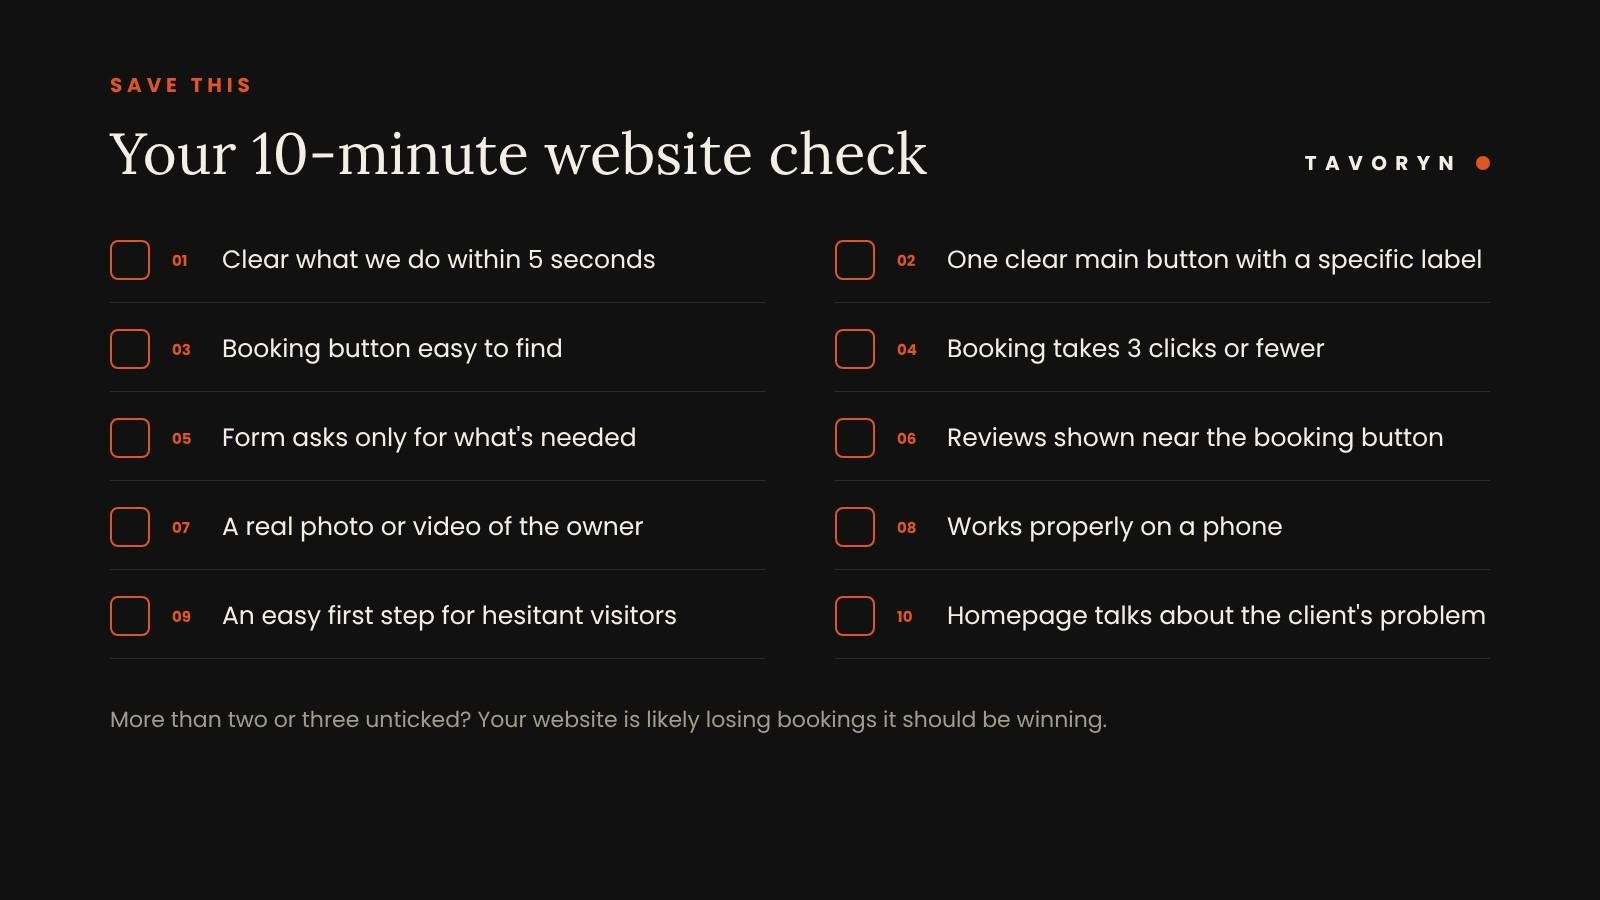 SAVE THIS
Your 10-minute website check
TAVORYN
01 Clear what we do within 5 seconds
02 One clear main button with a specific label
03 Booking button easy to find
04 Booking takes 3 clicks or fewer
05 Form asks only for what's needed
06 Reviews shown near the booking button
07 A real photo or video of the owner
08 Works properly on a phone
09 An easy first step for hesitant visitors
10 Homepage talks about the client's problem
More than two or three unticked? Your website is likely losing bookings it should be winning.